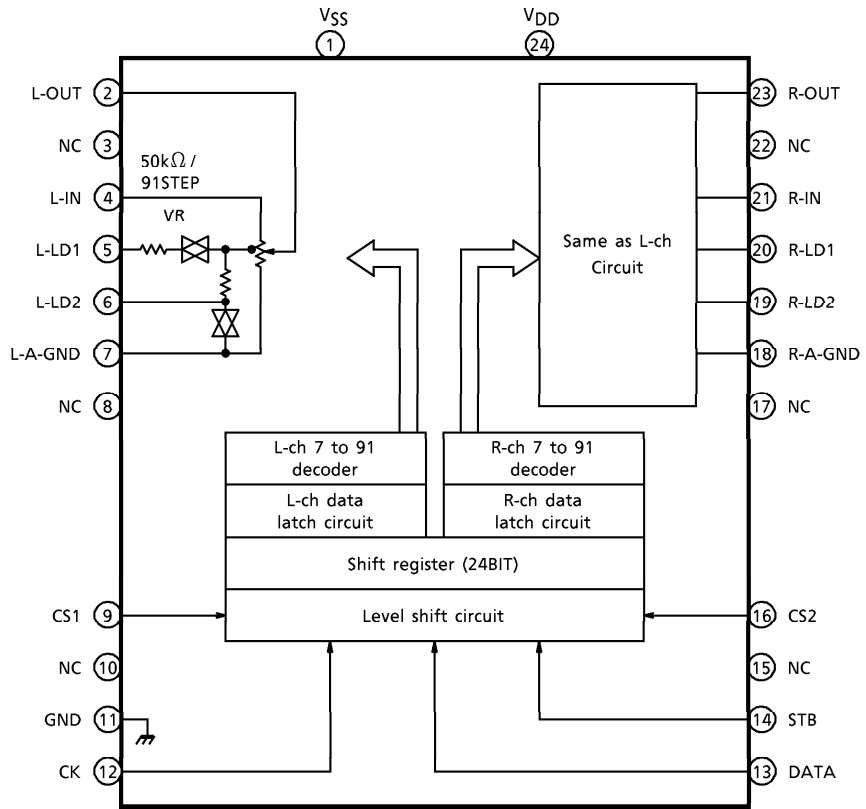 VSS
VDD
1
24
L-OUT 2
23 R-OUT
NC 3
22 NC
50kΩ /
91STEP
L-IN 4
21 R-IN
VR
L-LD1 5
20 R-LD1
Same as L-ch
Circuit
L-LD2 6
19 R-LD2
L-A-GND 7
18 R-A-GND
NC 8
17 NC
L-ch 7 to 91
decoder
R-ch 7 to 91
decoder
L-ch data
latch circuit
R-ch data
latch circuit
Shift register (24BIT)
Level shift circuit
CS1 9
16 CS2
NC 10
15 NC
GND 11
14 STB
CK 12
13 DATA